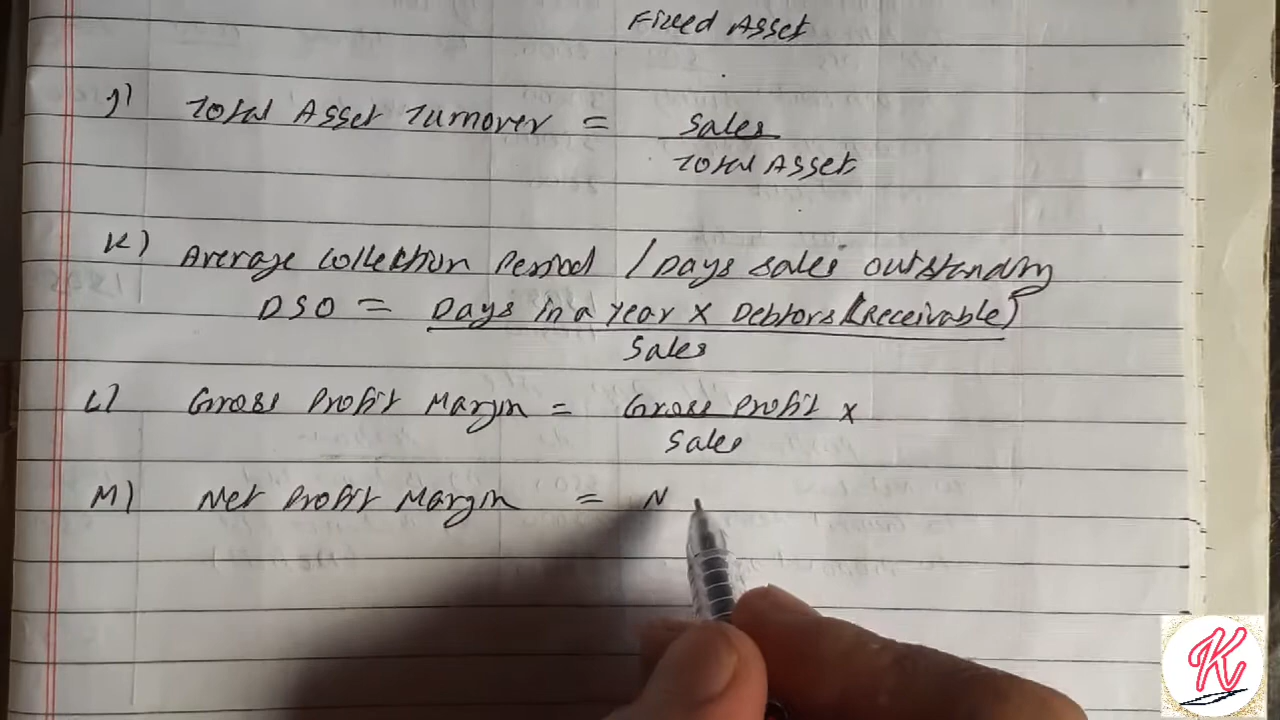 Fixed Asset
J) Total Asset Turnover = Sales
Total Asset
K) Average Collection Period / Days sales outstanding
DSO = Days in a year x Debtors (Receivable)
Sales
L) Gross Profit Margin = Gross Profit x
Sales
M) Net Profit Margin = N
K